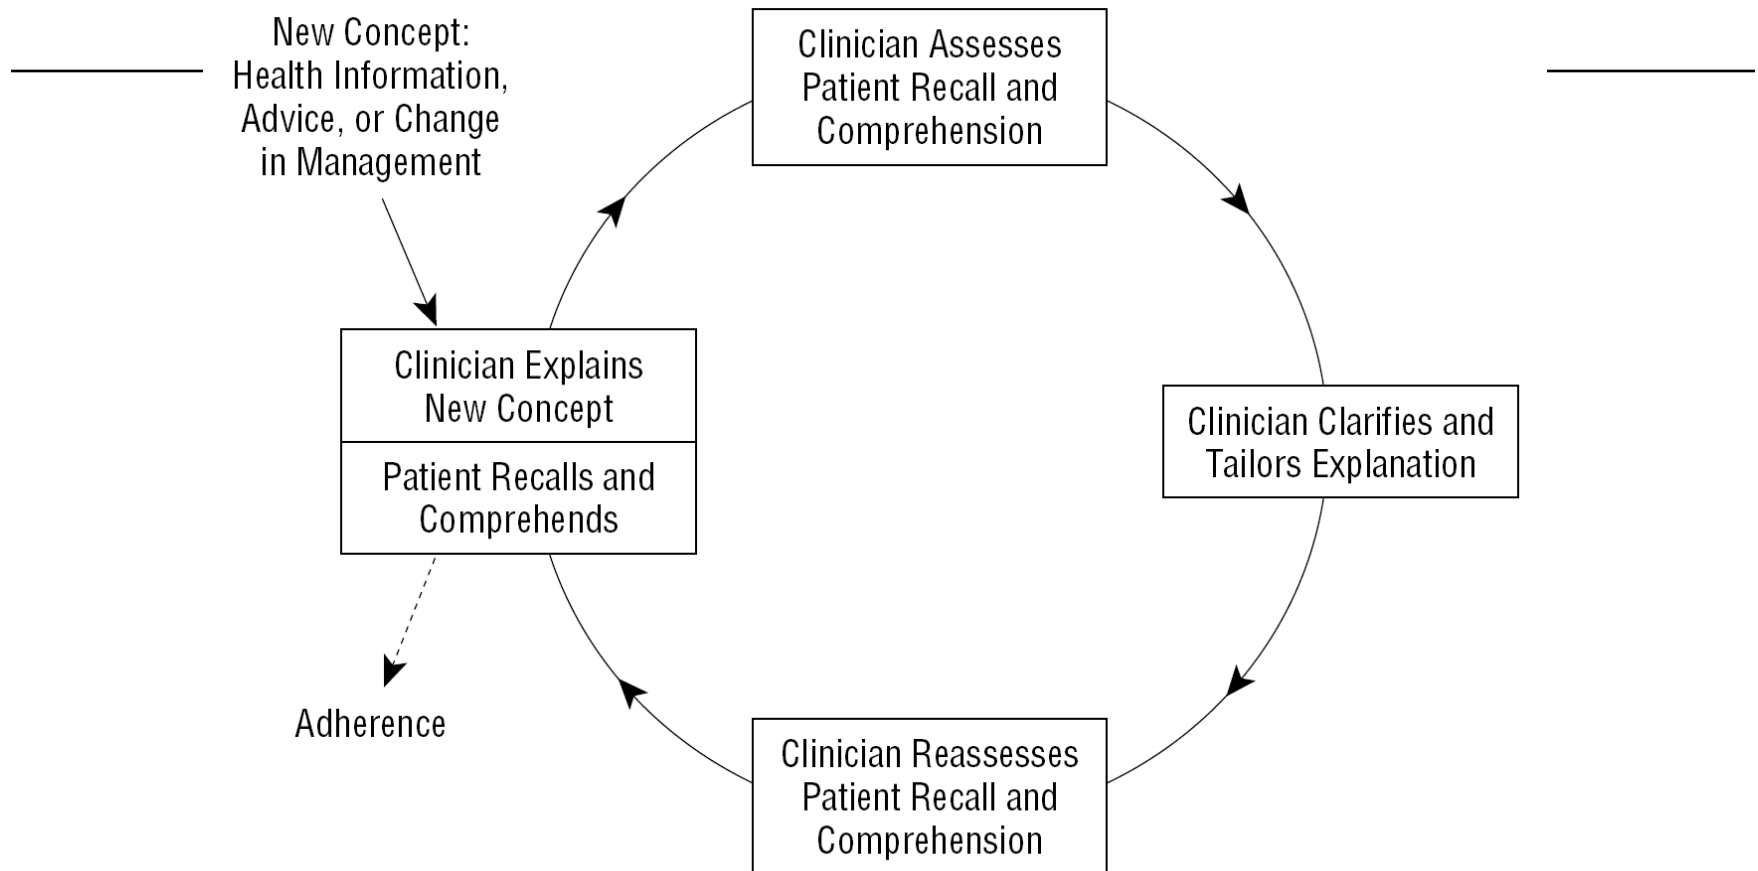 New Concept:
Health Information,
Advice, or Change
in Management
Clinician Assesses
Patient Recall and
Comprehension
Clinician Explains
New Concept
Patient Recalls and
Comprehends
Clinician Clarifies and
Tailors Explanation
Adherence
Clinician Reassesses
Patient Recall and
Comprehension